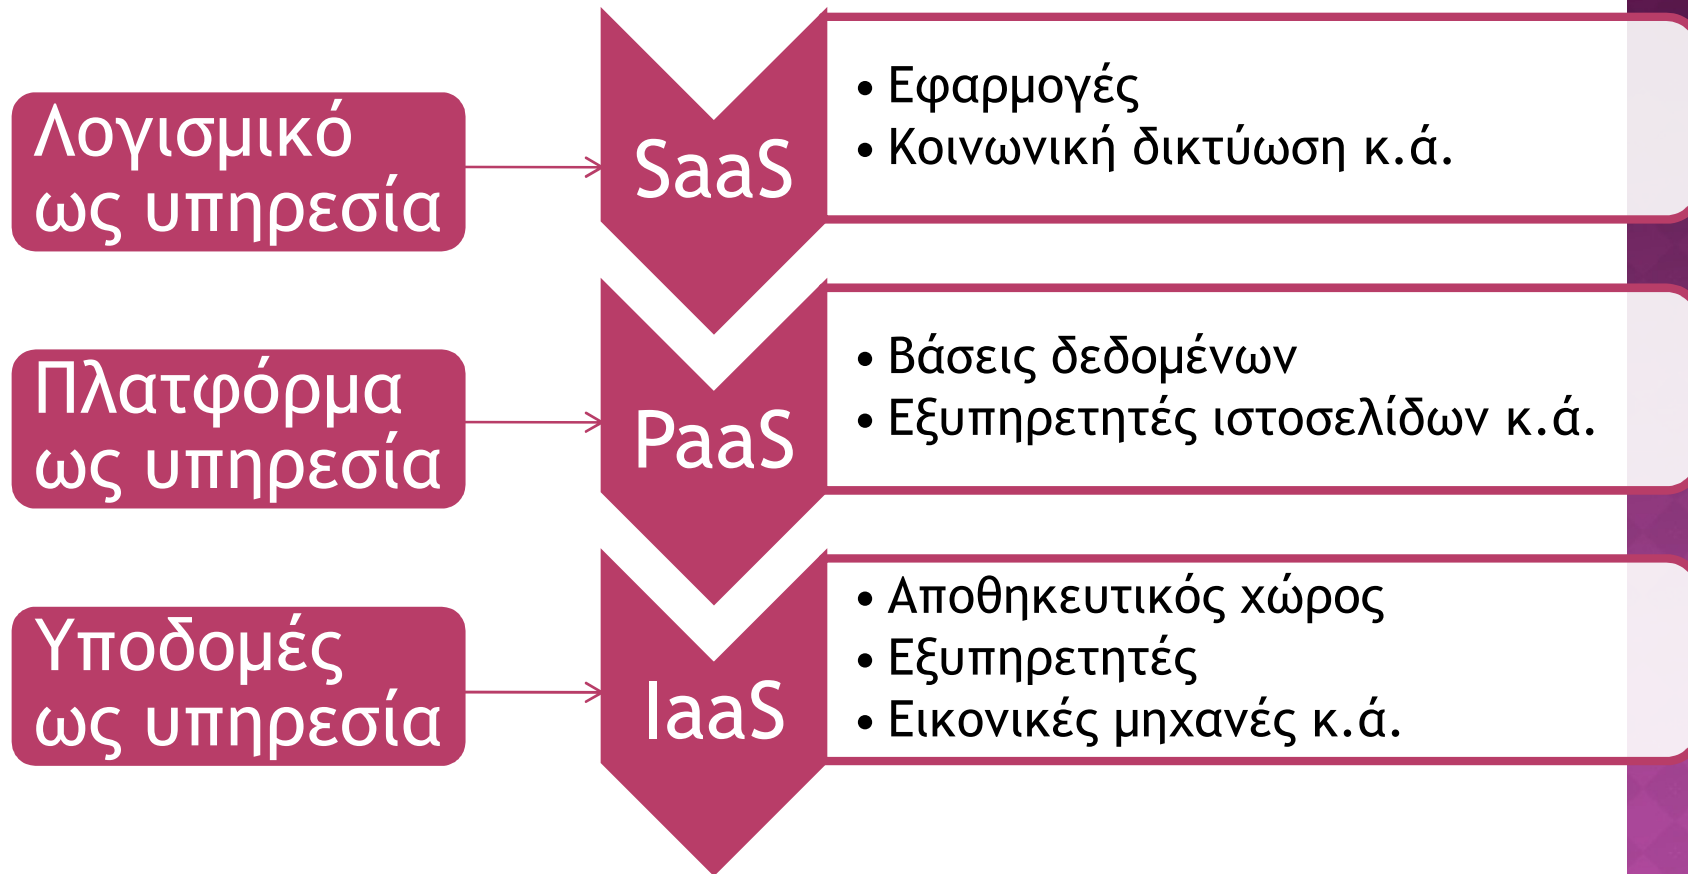 Λογισμικό
ως υπηρεσία
SaaS
• Εφαρμογές
• Κοινωνική δικτύωση κ.ά.
Πλατφόρμα
ως υπηρεσία
PaaS
• Βάσεις δεδομένων
• Εξυπηρετητές ιστοσελίδων κ.ά.
Υποδομές
ως υπηρεσία
IaaS
• Αποθηκευτικός χώρος
• Εξυπηρετητές
• Εικονικές μηχανές κ.ά.